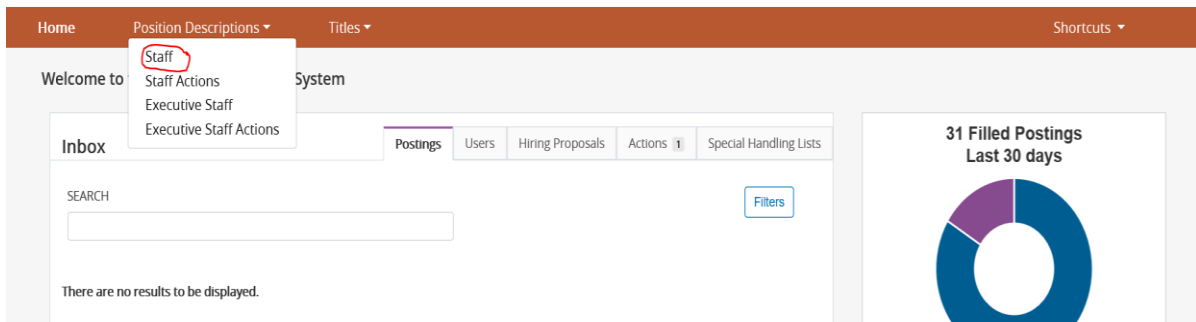 Home Position Descriptions Titles Shortcuts
Staff
Staff Actions
Executive Staff
Executive Staff Actions
Welcome to System
Inbox Postings Users Hiring Proposals Actions 1 Special Handling Lists
SEARCH
Filters
There are no results to be displayed.
31 Filled Postings
Last 30 days